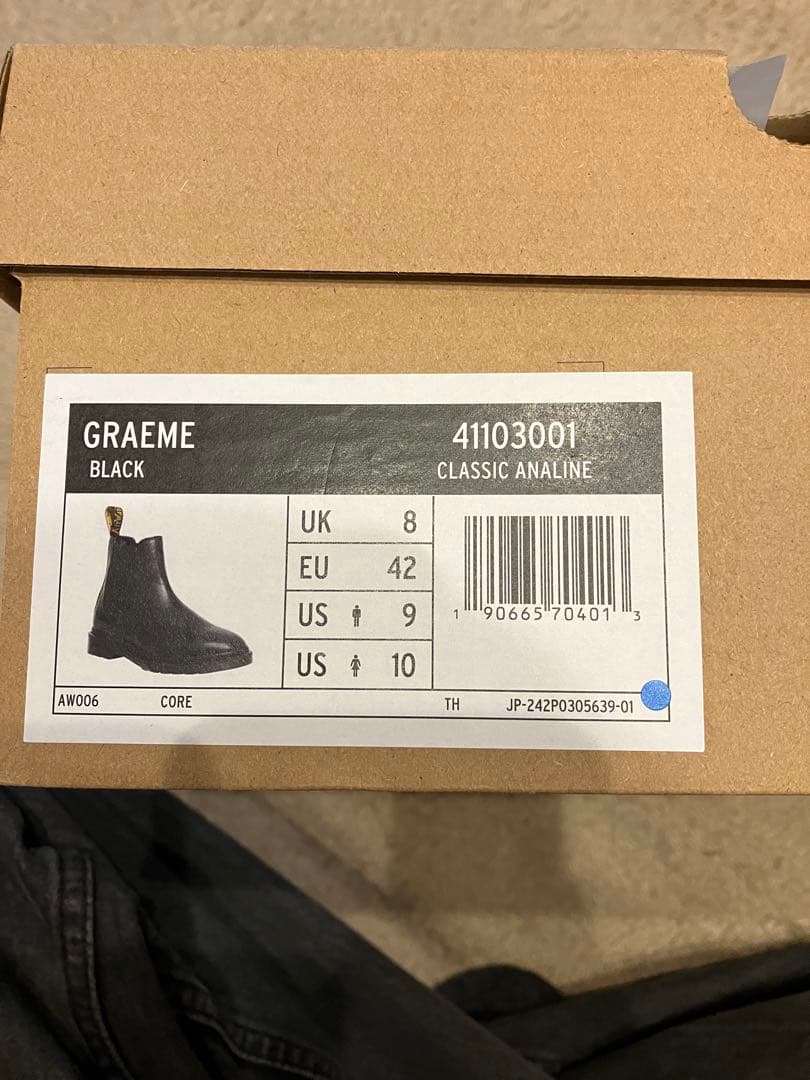 GRAEME
BLACK
41103001
CLASSIC ANALINE
UK 8
EU 42
US 9
US 10
1 90665 70401 3
AW006 CORE TH JP-242P0305639-01